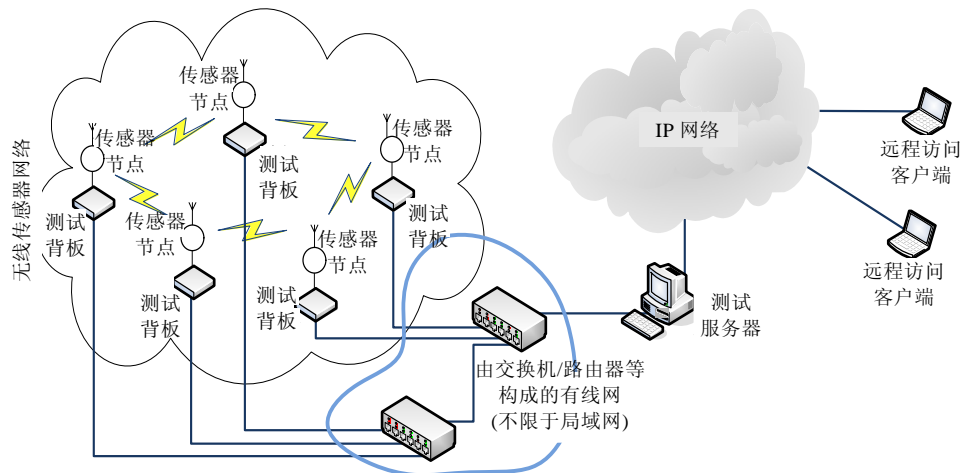 传感器
节点
传感器
节点
传感器
节点
测试
背板
测试
背板
测试
背板
传感器
节点
传感器
节点
测试
背板
测试
背板
无线传感器网络
IP 网络
远程访问
客户端
远程访问
客户端
测试
服务器
由交换机/路由器等
构成的有线网
(不限于局域网)